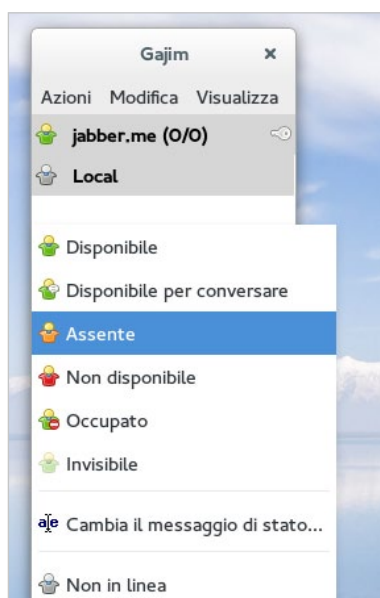 Gajim ×
Azioni Modifica Visualizza
jabber.me (0/0)
Local
Disponibile
Disponibile per conversare
Assente
Non disponibile
Occupato
Invisibile
Cambia il messaggio di stato...
Non in linea